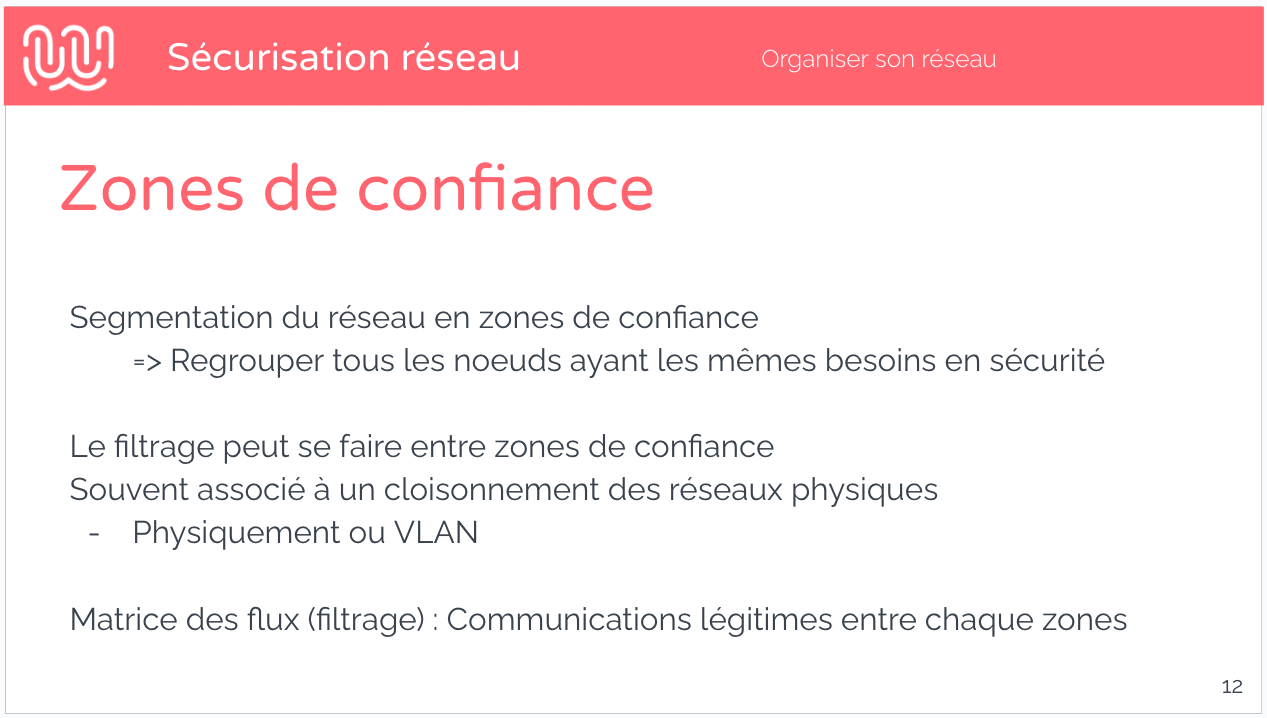 Sécurisation réseau
Organiser son réseau
Zones de confiance
Segmentation du réseau en zones de confiance
=> Regrouper tous les noeuds ayant les mêmes besoins en sécurité
Le filtrage peut se faire entre zones de confiance
Souvent associé à un cloisonnement des réseaux physiques
- Physiquement ou VLAN
Matrice des flux (filtrage) : Communications légitimes entre chaque zones
12